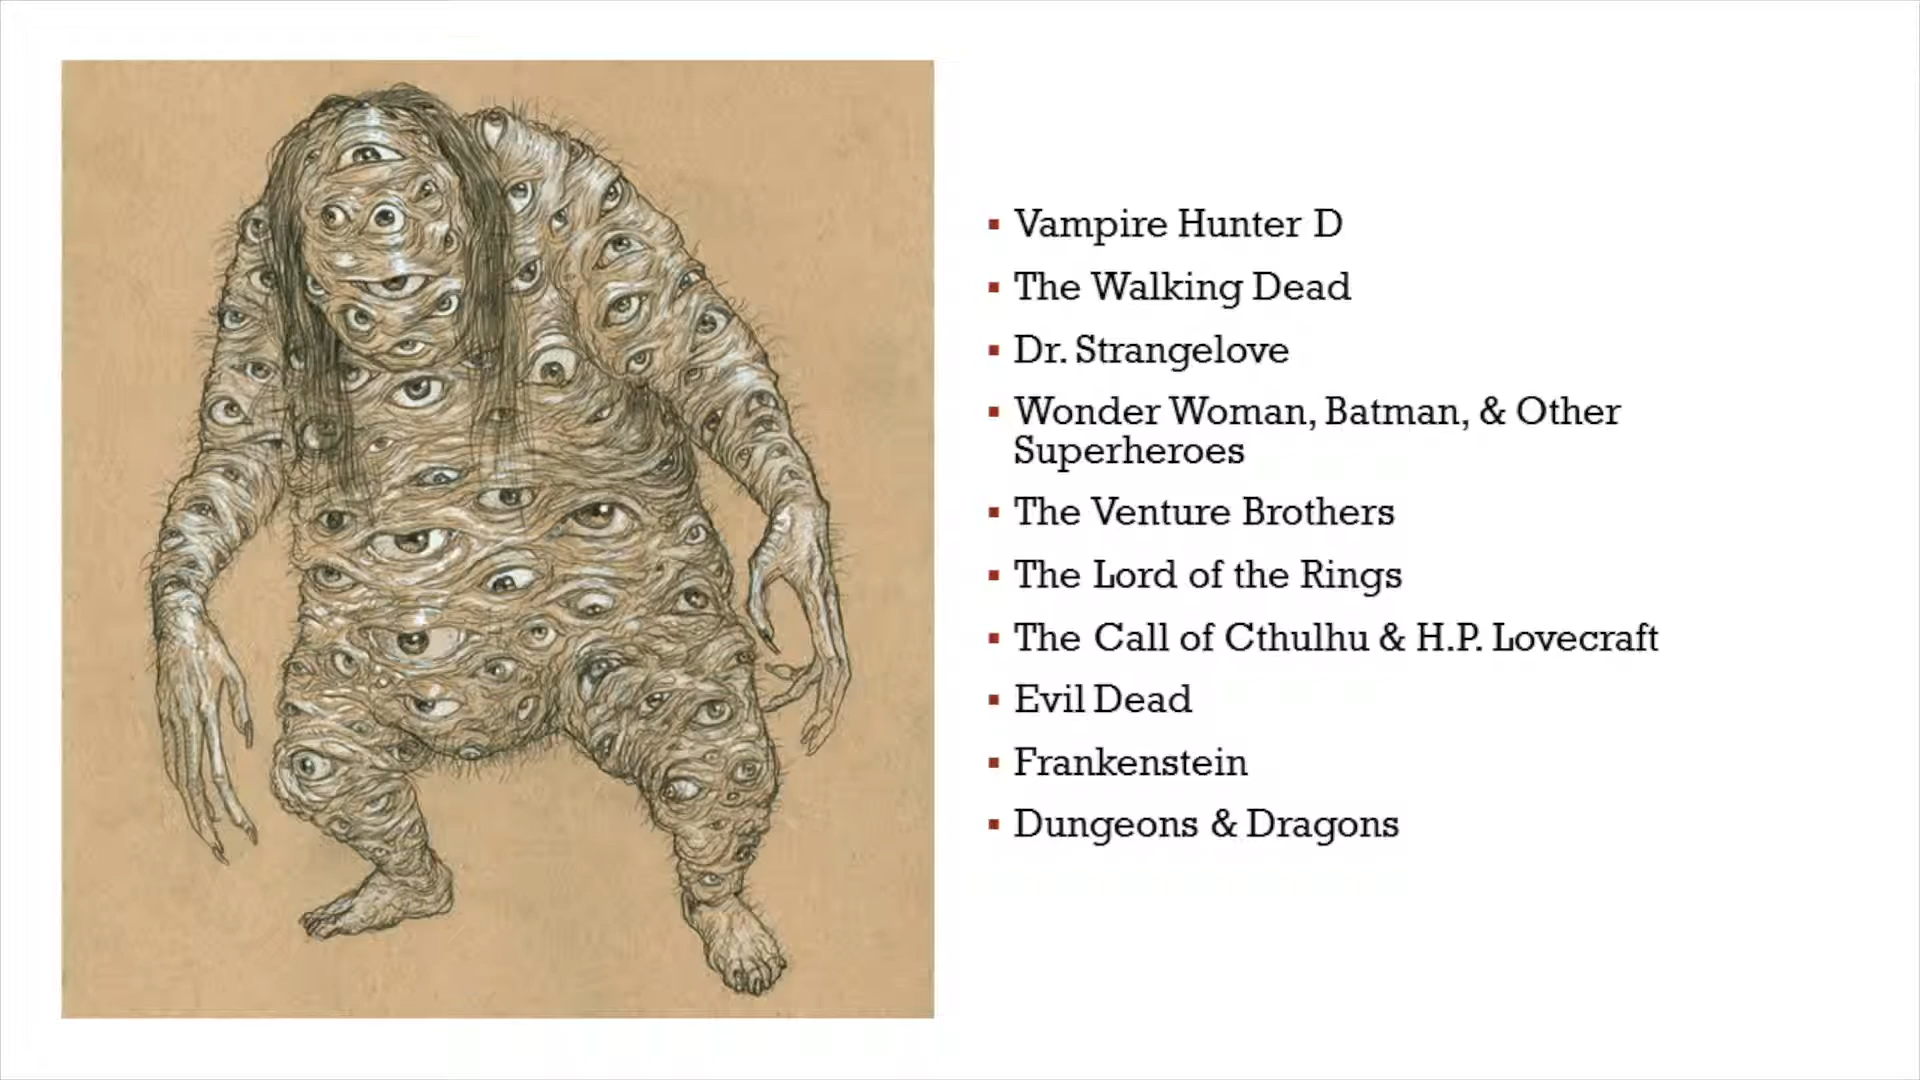 ▪ Vampire Hunter D
▪ The Walking Dead
▪ Dr. Strangelove
▪ Wonder Woman, Batman, & Other
Superheroes
▪ The Venture Brothers
▪ The Lord of the Rings
▪ The Call of Cthulhu & H.P. Lovecraft
▪ Evil Dead
▪ Frankenstein
▪ Dungeons & Dragons